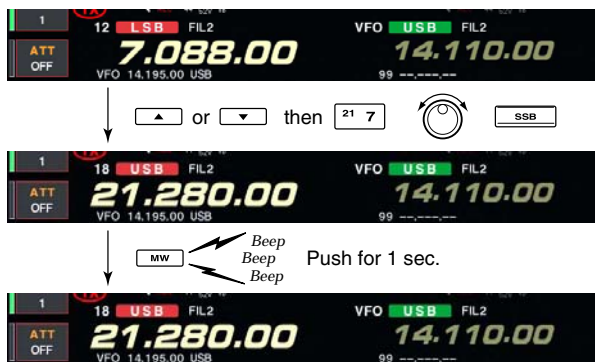 1 TX
12 LSB FIL2 VFO USB FIL2
ATT OFF 7.088.00 14.110.00
VFO 14.195.00 USB 99 --.---.--
▲ or ▼ then 21 7 SSB
1
18 USB FIL2 VFO USB FIL2
ATT OFF 21.280.00 14.110.00
VFO 14.195.00 USB 99 --.---.--
Beep
MW Beep Push for 1 sec.
Beep
1 TX
18 USB FIL2 VFO USB FIL2
ATT OFF 21.280.00 14.110.00
VFO 14.195.00 USB 99 --.---.--